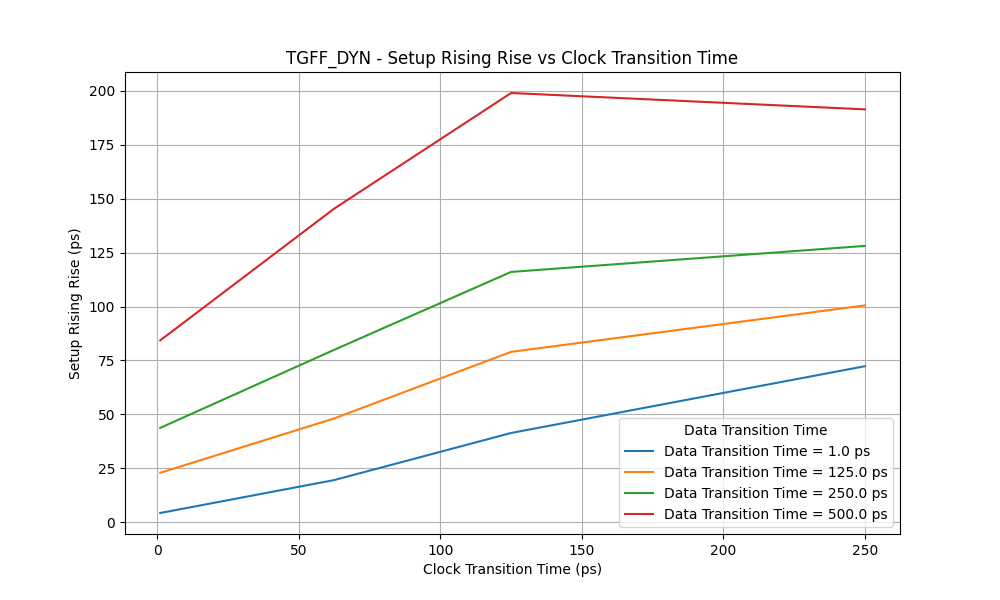 TGFF_DYN - Setup Rising Rise vs Clock Transition Time
Setup Rising Rise (ps)
200
175
150
125
100
75
50
25
0
0 50 100 150 200 250
Clock Transition Time (ps)
Data Transition Time
Data Transition Time = 1.0 ps
Data Transition Time = 125.0 ps
Data Transition Time = 250.0 ps
Data Transition Time = 500.0 ps